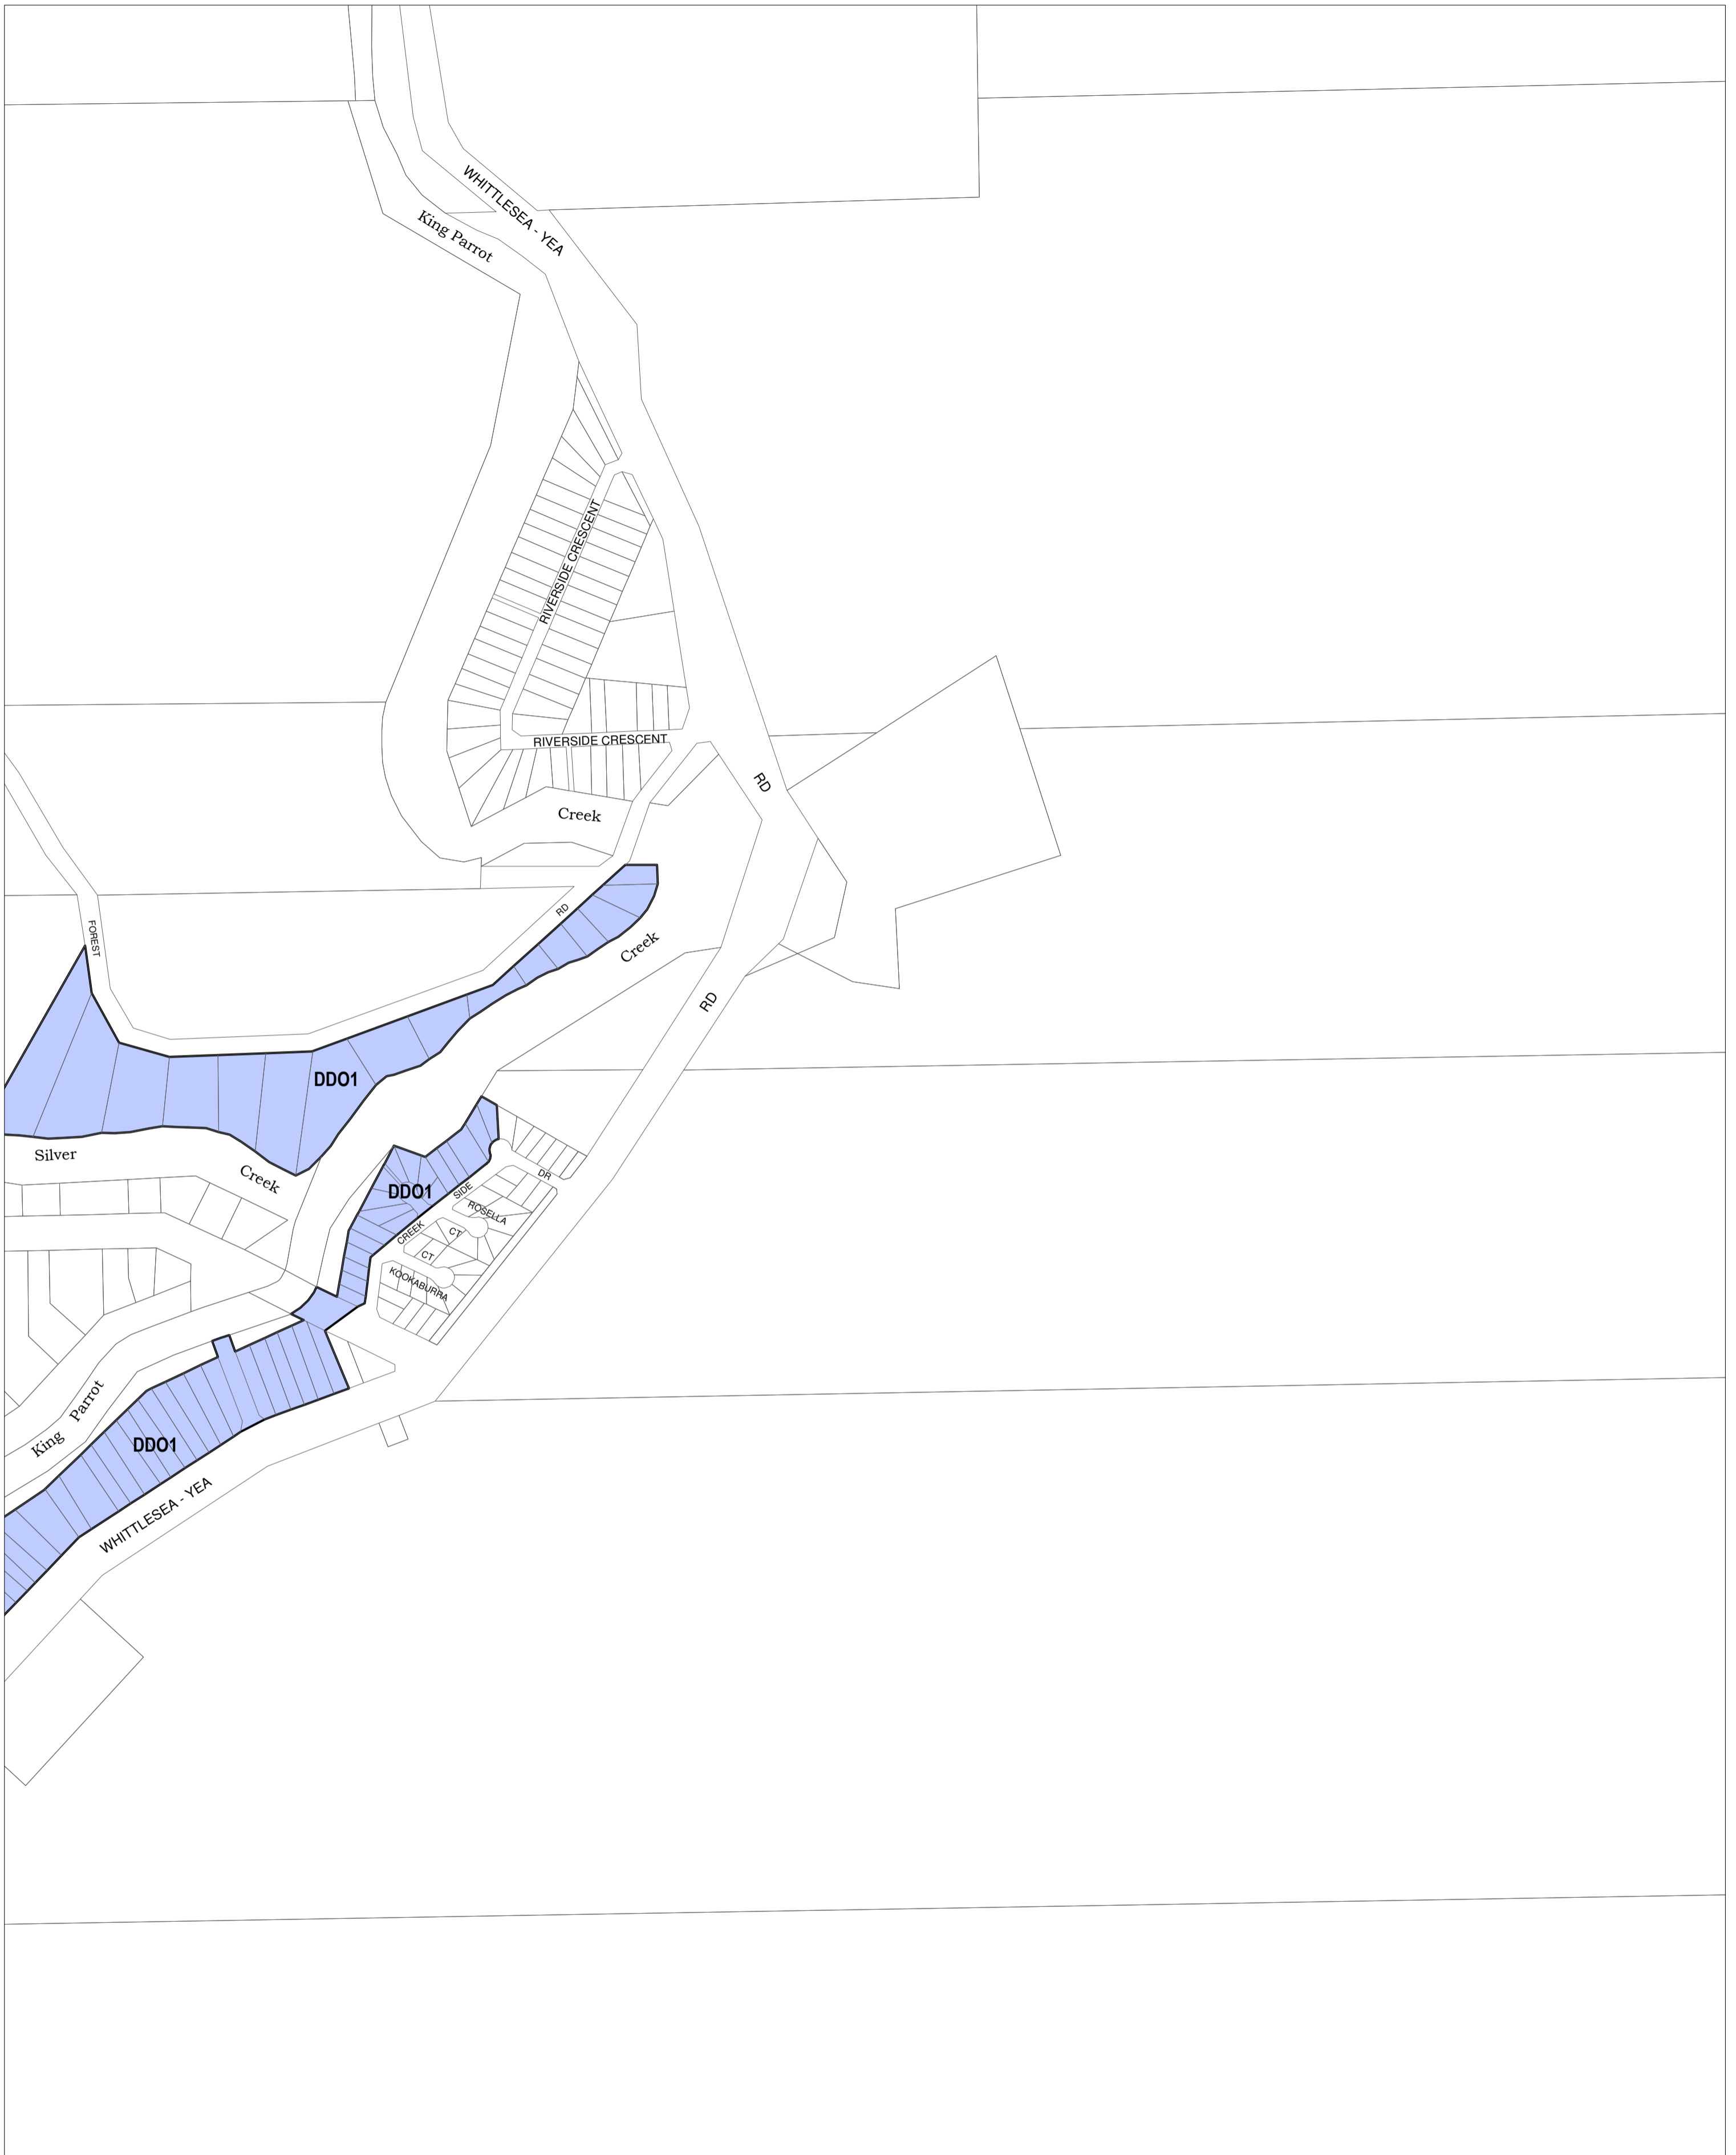 WHITTLESEA - YEA
King Parrot
RIVERSIDE CRESCENT
RIVERSIDE CRESCENT
RD
Creek
RD
FOREST
Creek
RD
DDO1
Silver
Creek
DDO1
SIDE
DR
ROSELLA
CREEK
CT
CT
KOOKABURRA
King Parrot
DDO1
WHITTLESEA - YEA